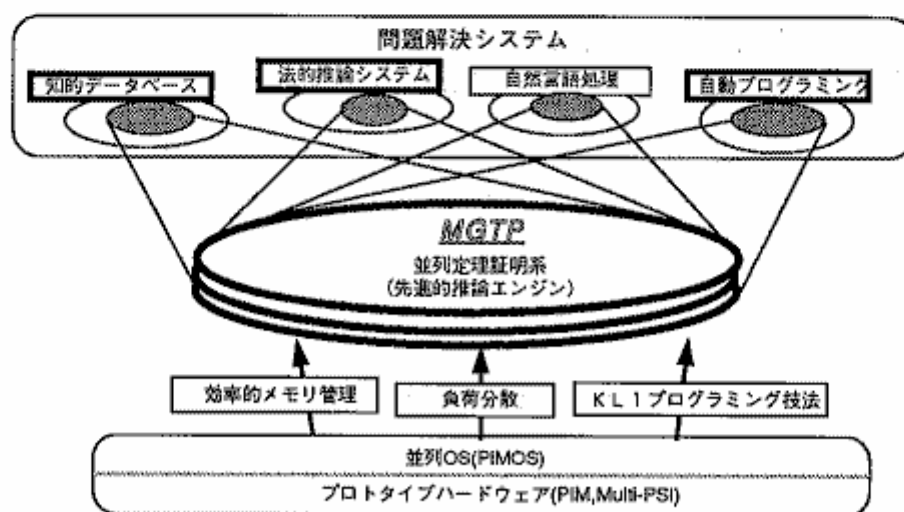 問題解決システム
知的データベース
法的推論システム
自然言語処理
自動プログラミング
MGTP
並列定理証明系
(先進的推論エンジン)
効率的メモリ管理
負荷分散
KL1プログラミング技法
並列OS(PIMOS)
プロトタイプハードウェア(PIM,Multi-PSI)